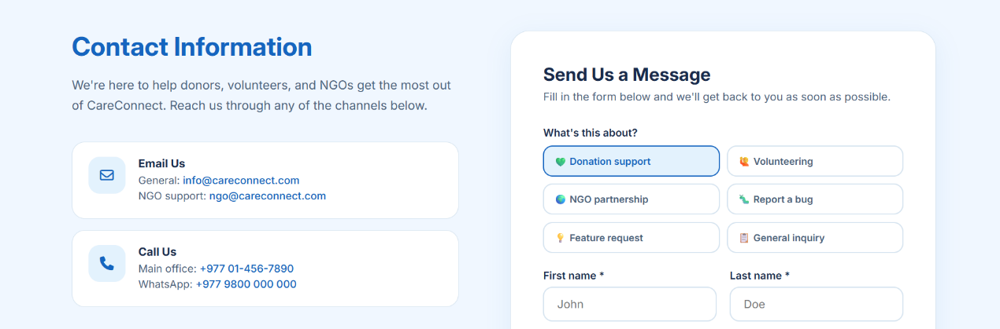 Contact Information
We're here to help donors, volunteers, and NGOs get the most out
of CareConnect. Reach us through any of the channels below.
Email Us
General: info@careconnect.com
NGO support: ngo@careconnect.com
Call Us
Main office: +977 01-456-7890
WhatsApp: +977 9800 000 000
Send Us a Message
Fill in the form below and we'll get back to you as soon as possible.
What's this about?
Donation support
Volunteering
NGO partnership
Report a bug
Feature request
General inquiry
First name *
Last name *
John
Doe